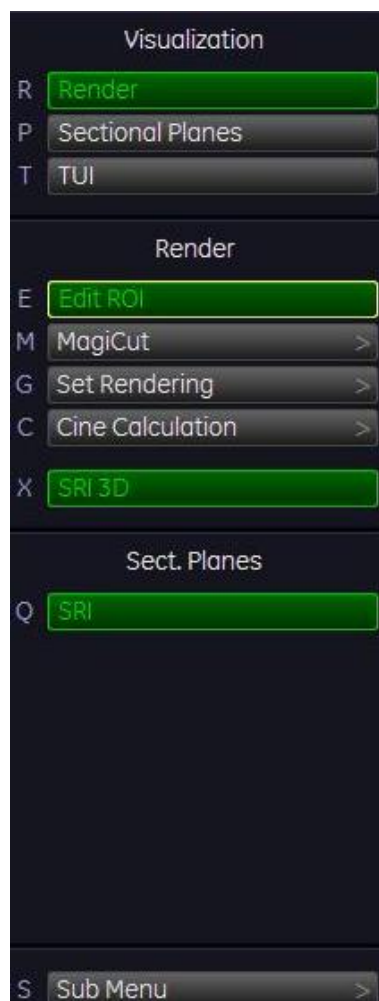 Visualization
R Render
P Sectional Planes
T TUI
Render
E Edit ROI
M MagiCut >
G Set Rendering >
C Cine Calculation >
X SRI 3D
Sect. Planes
Q SRI
S Sub Menu >